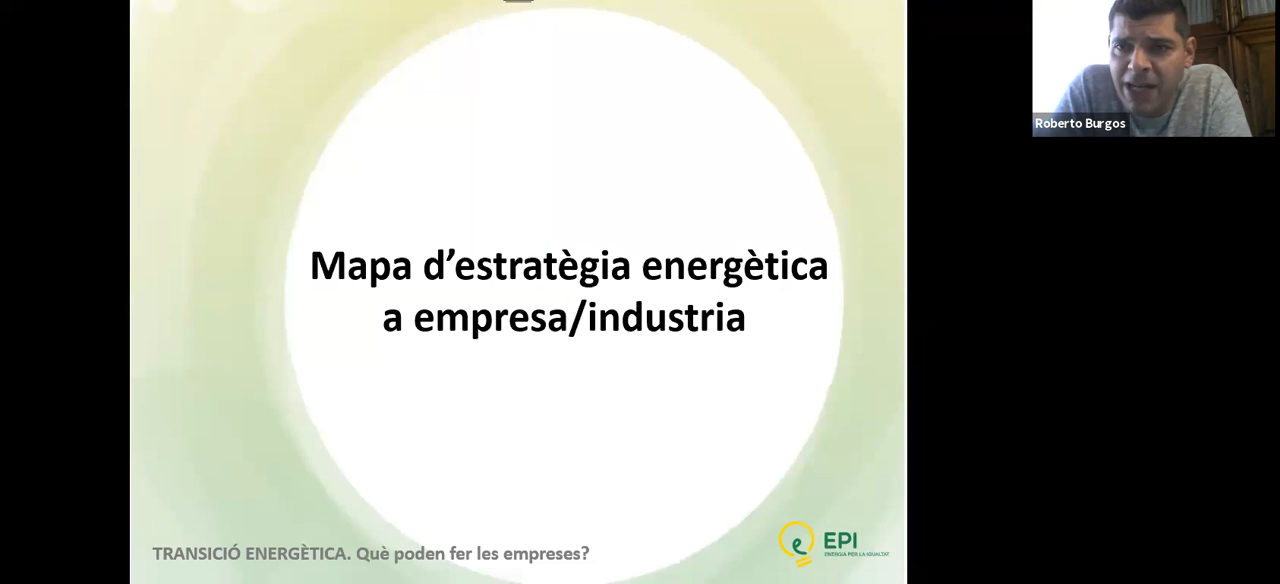 Roberto Burgos
Mapa d'estratègia energètica
a empresa/industria
TRANSICIÓ ENERGÈTICA. Què poden fer les empreses?
e
EPI
ENERGIA PER LA IGUALTAT